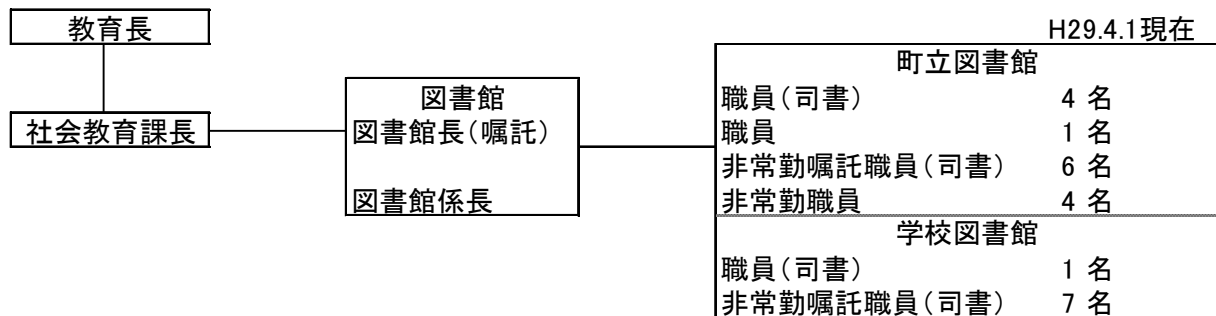 教育長
社会教育課長
図書館
図書館長(嘱託)
図書館係長
H29.4.1現在
町立図書館
職員(司書) 4 名
職員 1 名
非常勤嘱託職員(司書) 6 名
非常勤職員 4 名
学校図書館
職員(司書) 1 名
非常勤嘱託職員(司書) 7 名